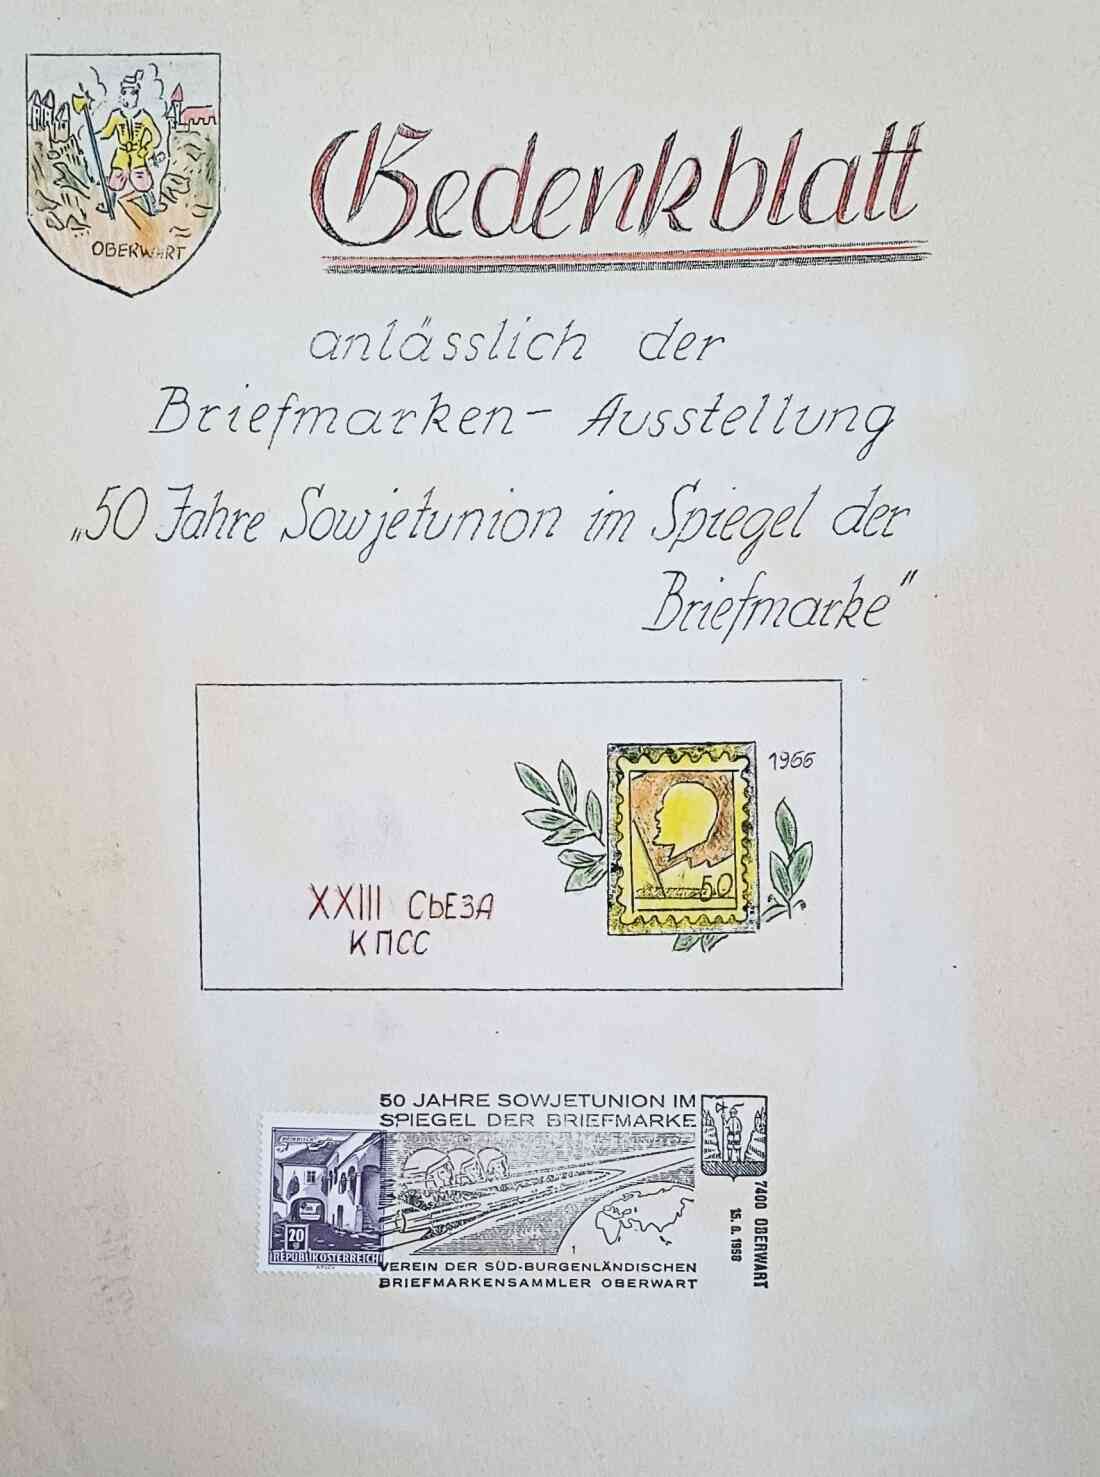 OBERWART
Gedenkblatt
anlässlich der
Briefmarken- Ausstellung
„50 Jahre Sowjetunion im Spiegel der
Briefmarke"
1966
50
XXIII СЬЕЗА
КПСС
50 JAHRE SOWJETUNION IM
SPIEGEL DER BRIEFMARKE
20
REPUBLIK ÖSTERREICH
1
VEREIN DER SÜD-BURGENLÄNDISCHEN
BRIEFMARKENSAMMLER OBERWART
7400 OBERWART